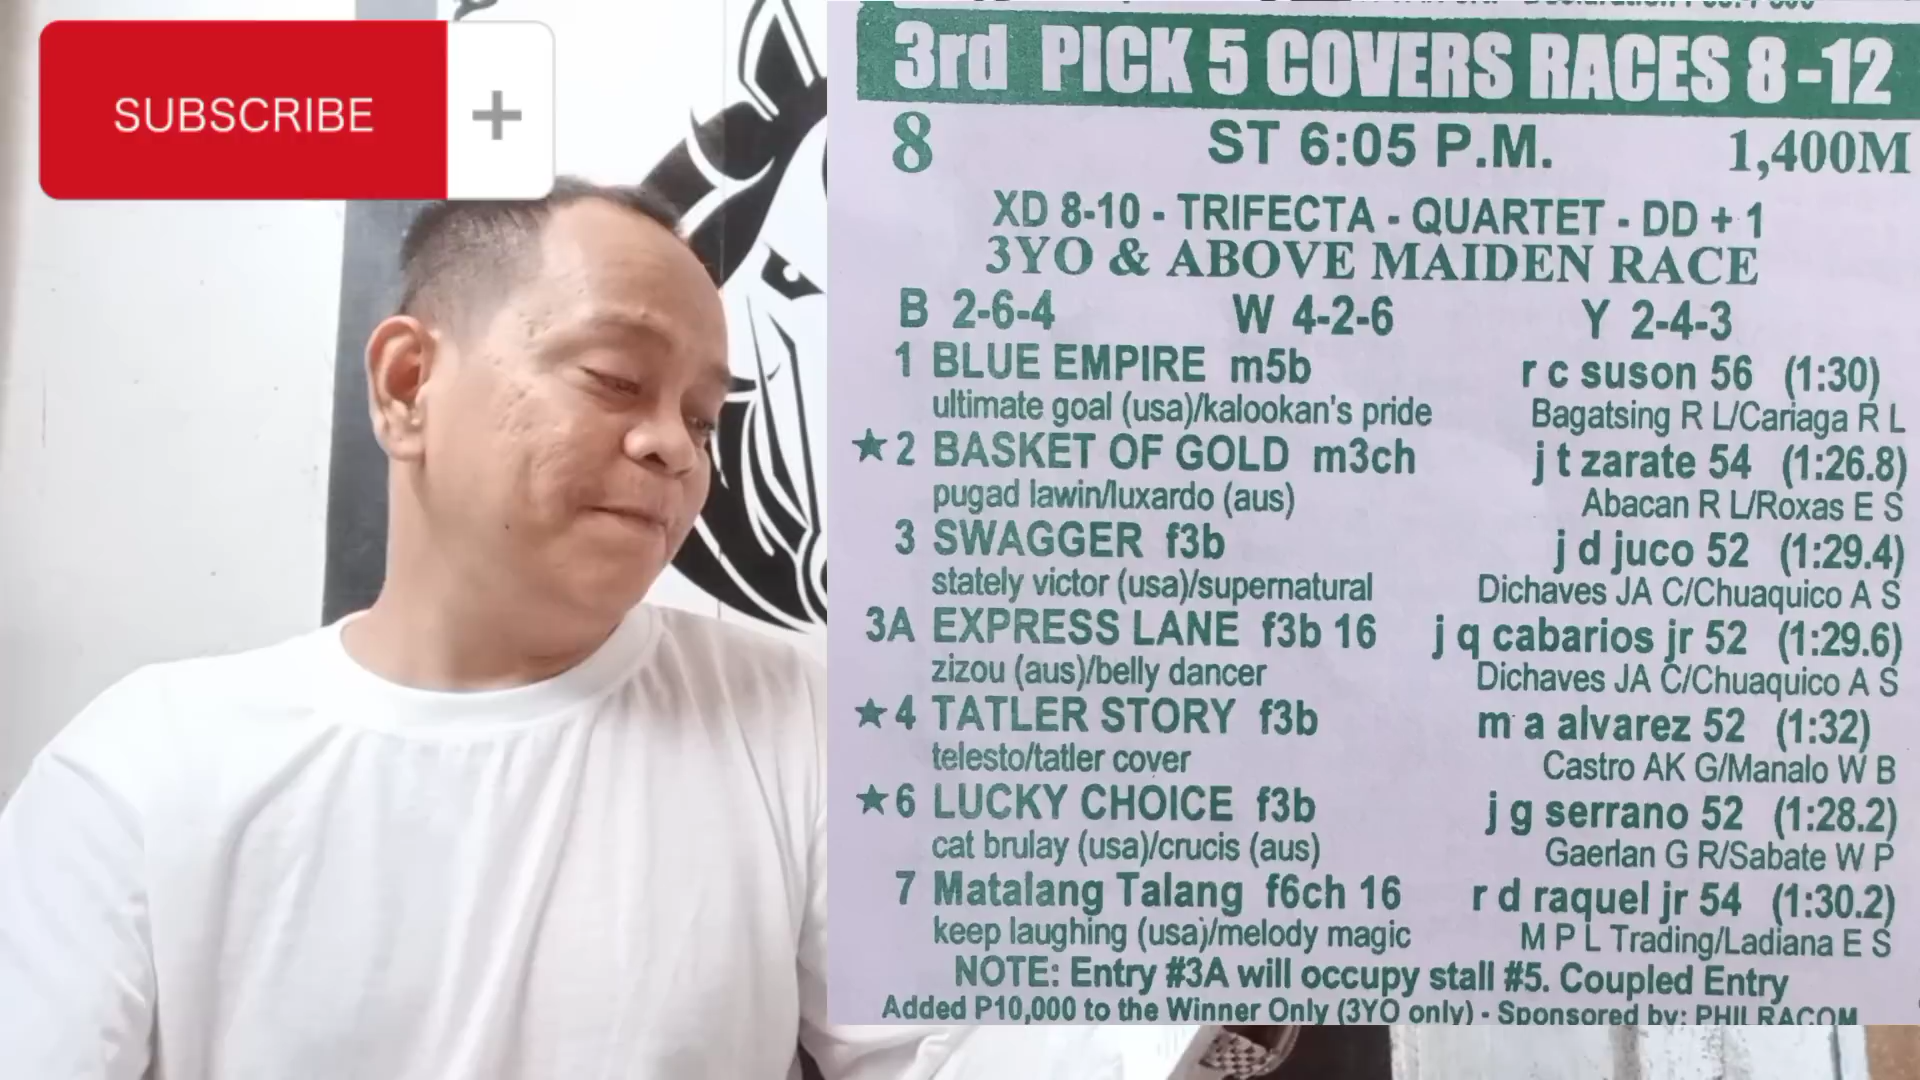 SUBSCRIBE +
3rd PICK 5 COVERS RACES 8-12
8 ST 6:05 P.M. 1,400M
XD 8-10 - TRIFECTA - QUARTET - DD + 1
3YO & ABOVE MAIDEN RACE
B 2-6-4 W 4-2-6 Y 2-4-3
1 BLUE EMPIRE m5b r c suson 56 (1:30)
ultimate goal (usa)/kalookan's pride Bagatsing R L/Cariaga R L
★ 2 BASKET OF GOLD m3ch j t zarate 54 (1:26.8)
pugad lawin/luxardo (aus) Abacan R L/Roxas E S
3 SWAGGER f3b j d juco 52 (1:29.4)
stately victor (usa)/supernatural Dichaves JA C/Chuaquico A S
3A EXPRESS LANE f3b 16 j q cabarios jr 52 (1:29.6)
zizou (aus)/belly dancer Dichaves JA C/Chuaquico A S
★ 4 TATLER STORY f3b m a alvarez 52 (1:32)
telesto/tatler cover Castro AK G/Manalo W B
★ 6 LUCKY CHOICE f3b j g serrano 52 (1:28.2)
cat brulay (usa)/crucis (aus) Gaerlan G R/Sabate W P
7 Matalang Talang f6ch 16 r d raquel jr 54 (1:30.2)
keep laughing (usa)/melody magic M P L Trading/Ladiana E S
NOTE: Entry #3A will occupy stall #5. Coupled Entry
Added P10,000 to the Winner Only (3YO only) - Sponsored by: PHILRACOM